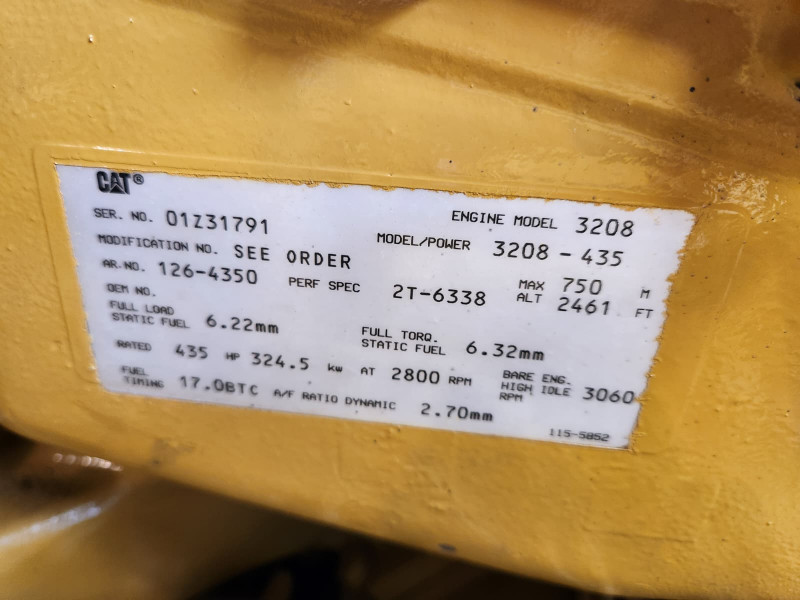 CAT®
SER. NO. 01Z31791 ENGINE MODEL 3208
MODIFICATION NO. SEE ORDER MODEL/POWER 3208 - 435
AR.NO. 126-4350 PERF SPEC 2T-6338 MAX ALT 750 M 2461 FT
OEM NO.
FULL LOAD
STATIC FUEL 6.22mm FULL TORQ. STATIC FUEL 6.32mm
RATED 435 HP 324.5 kw AT 2800 RPM BARE ENG. HIGH IDLE RPM 3060
FUEL
TIMING 17.0BTC A/F RATIO DYNAMIC 2.70mm
115-5852